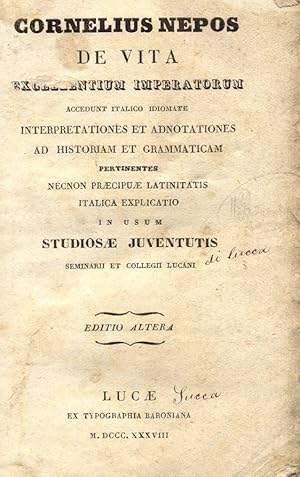 CORNELIUS NEPOS
DE VITA
EXCELLENTIUM IMPERATORUM
ACCEDUNT ITALICO IDIOMATE
INTERPRETATIONES ET ADNOTATIONES
AD HISTORIAM ET GRAMMATICAM
PERTINENTES
NECNON PRÆCIPUÆ LATINITATIS
ITALICA EXPLICATIO
IN USUM
STUDIOSÆ JUVENTUTIS
SEMINARII ET COLLEGII LUCANI di Lucca
EDITIO ALTERA
LUCÆ Lucca
EX TYPOGRAPHIA BARONIANA
M. DCCC. XXXVIII